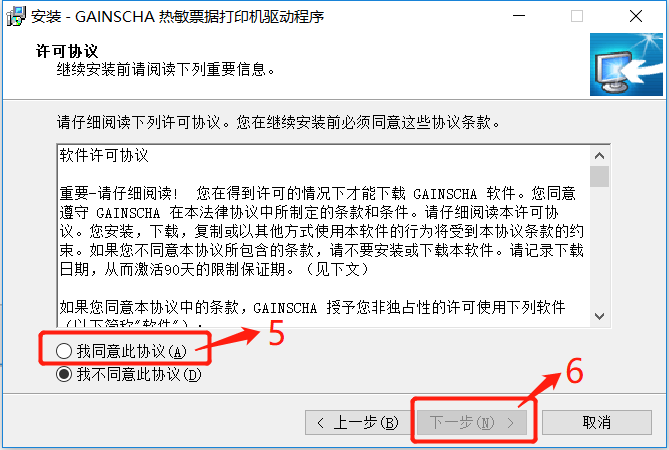 安装 - GAINSCHA 热敏票据打印机驱动程序
许可协议
继续安装前请阅读下列重要信息。
请仔细阅读下列许可协议。您在继续安装前必须同意这些协议条款。
软件许可协议
重要-请仔细阅读! 您在得到许可的情况下才能下载 GAINSCHA 软件。您同意
遵守 GAINSCHA 在本法律协议中所制定的条款和条件。请仔细阅读本许可协
议。您安装，下载，复制或以其他方式使用本软件的行为将受到本协议条款的约
束。如果您不同意本协议所包含的条款，请不要安装或下载本软件。请记录下载
日期，从而激活90天的限制保证期。（见下文）
如果您同意本协议中的条款，GAINSCHA 授予您非独占性的许可使用下列软件
（以下简称"软件"）:
我同意此协议(A)
5
我不同意此协议(D)
6
< 上一步(B)
下一步(N) >
取消